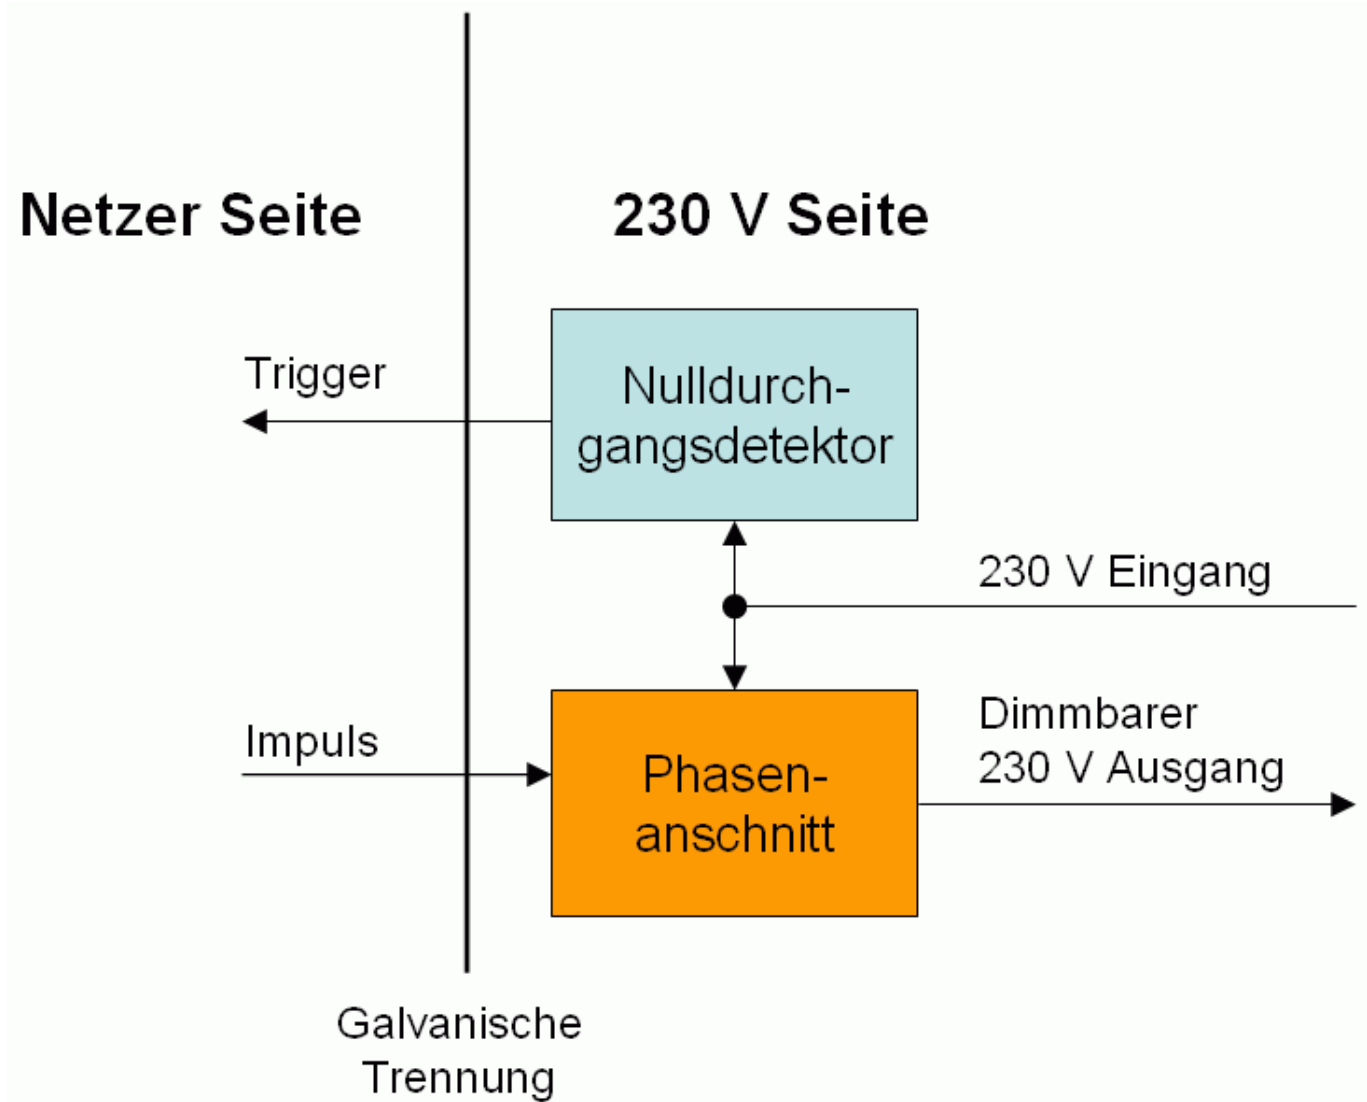 Netzer Seite
230 V Seite
Trigger
Nulldurch-
gangsdetektor
230 V Eingang
Impuls
Phasen-
anschnitt
Dimmbarer
230 V Ausgang
Galvanische
Trennung